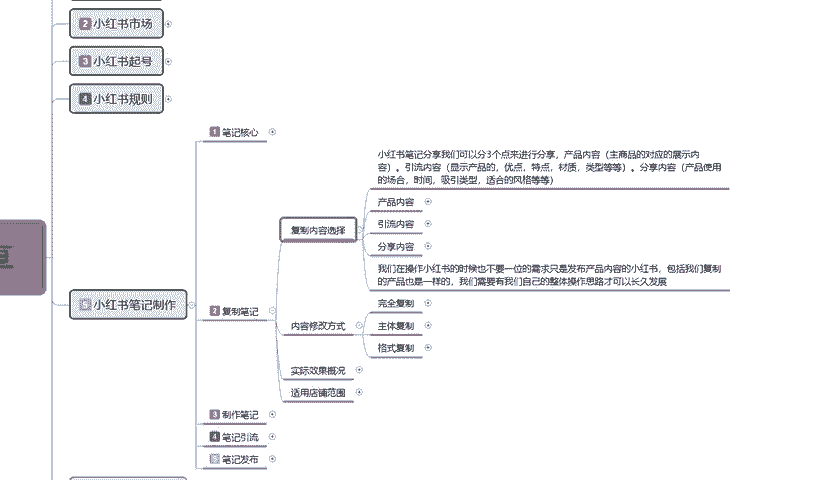 2 小红书市场
3 小红书起号
4 小红书规则
1 笔记核心
小红书笔记分享我们可以分3个点来进行分享，产品内容（主商品的对应的展示内
容）。引流内容（显示产品的，优点，特点，材质，类型等等）。分享内容（产品使用
的场合，时间，吸引类型，适合的风格等等）
产品内容
复制内容选择
引流内容
分享内容
我们在操作小红书的时候也不要一位的需求只是发布产品内容的小红书，包括我们复制
的产品也是一样的，我们需要有我们自己的整体操作思路才可以长久发展
小红书笔记制作
2 复制笔记
完全复制
内容修改方式
主体复制
格式复制
实际效果概况
适用店铺范围
3 制作笔记
4 笔记引流
笔记发布